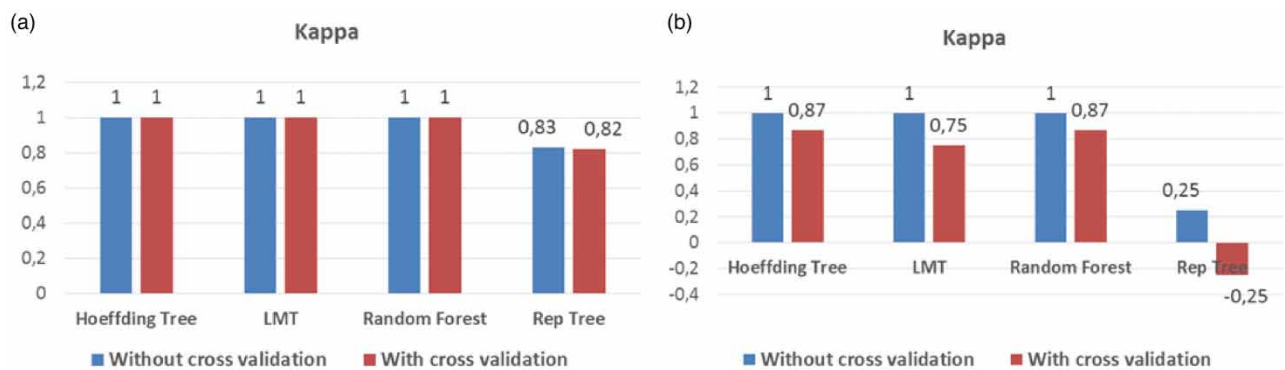 (a)
Kappa
1,2
1
0,8
0,6
0,4
0,2
0
1 1 1 1 1 1 0,83 0,82
Hoeffding Tree LMT Random Forest Rep Tree
Without cross validation With cross validation
(b)
Kappa
1,2
1
0,8
0,6
0,4
0,2
0
-0,2
-0,4
1 0,87 1 0,75 1 0,87 0,25 -0,25
Hoeffding Tree LMT Random Forest Rep Tree
Without cross validation With cross validation